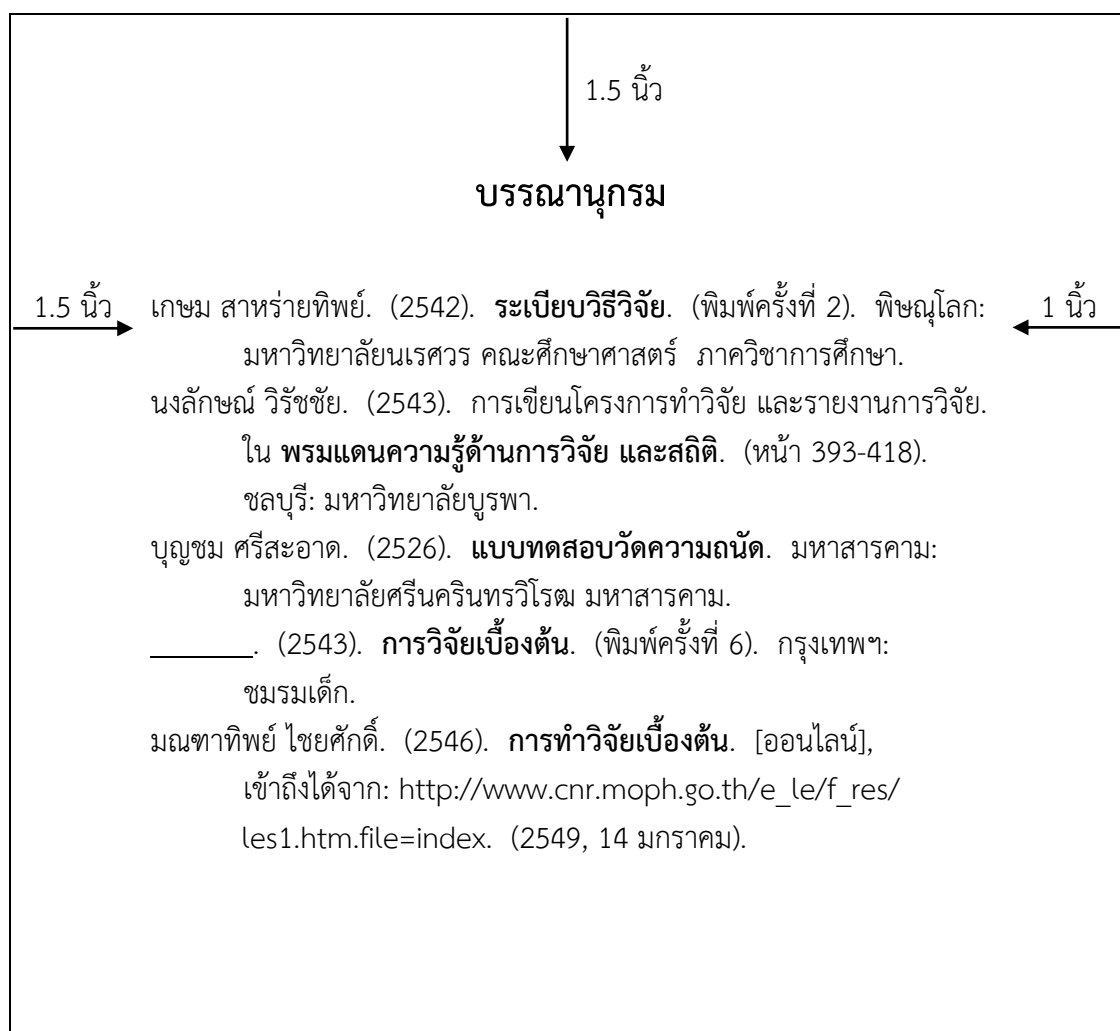 1.5 นิ้ว
บรรณานุกรม
1.5 นิ้ว เกษม สาหร่ายทิพย์. (2542). ระเบียบวิธีวิจัย. (พิมพ์ครั้งที่ 2). พิษณุโลก: 1 นิ้ว
มหาวิทยาลัยนเรศวร คณะศึกษาศาสตร์ ภาควิชาการศึกษา.
นงลักษณ์ วิรัชชัย. (2543). การเขียนโครงการทำวิจัย และรายงานการวิจัย.
ใน พรมแดนความรู้ด้านการวิจัย และสถิติ. (หน้า 393-418).
ชลบุรี: มหาวิทยาลัยบูรพา.
บุญชม ศรีสะอาด. (2526). แบบทดสอบวัดความถนัด. มหาสารคาม:
มหาวิทยาลัยศรีนครินทรวิโรฒ มหาสารคาม.
_______. (2543). การวิจัยเบื้องต้น. (พิมพ์ครั้งที่ 6). กรุงเทพฯ:
ชมรมเด็ก.
มณฑาทิพย์ ไชยศักดิ์. (2546). การทำวิจัยเบื้องต้น. [ออนไลน์],
เข้าถึงได้จาก: http://www.cnr.moph.go.th/e_le/f_res/
les1.htm.file=index. (2549, 14 มกราคม).